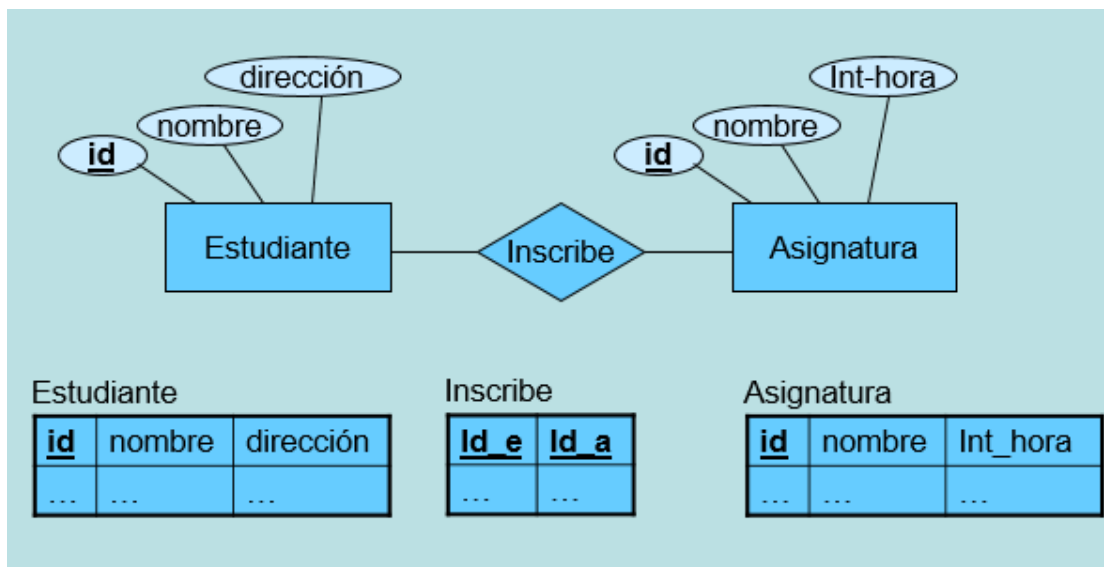 dirección
nombre
id
Estudiante
Inscribe
Int-hora
nombre
id
Asignatura
Estudiante
id nombre dirección
... ... ...
Inscribe
Id_e Id_a
... ...
Asignatura
id nombre Int_hora
... ... ...